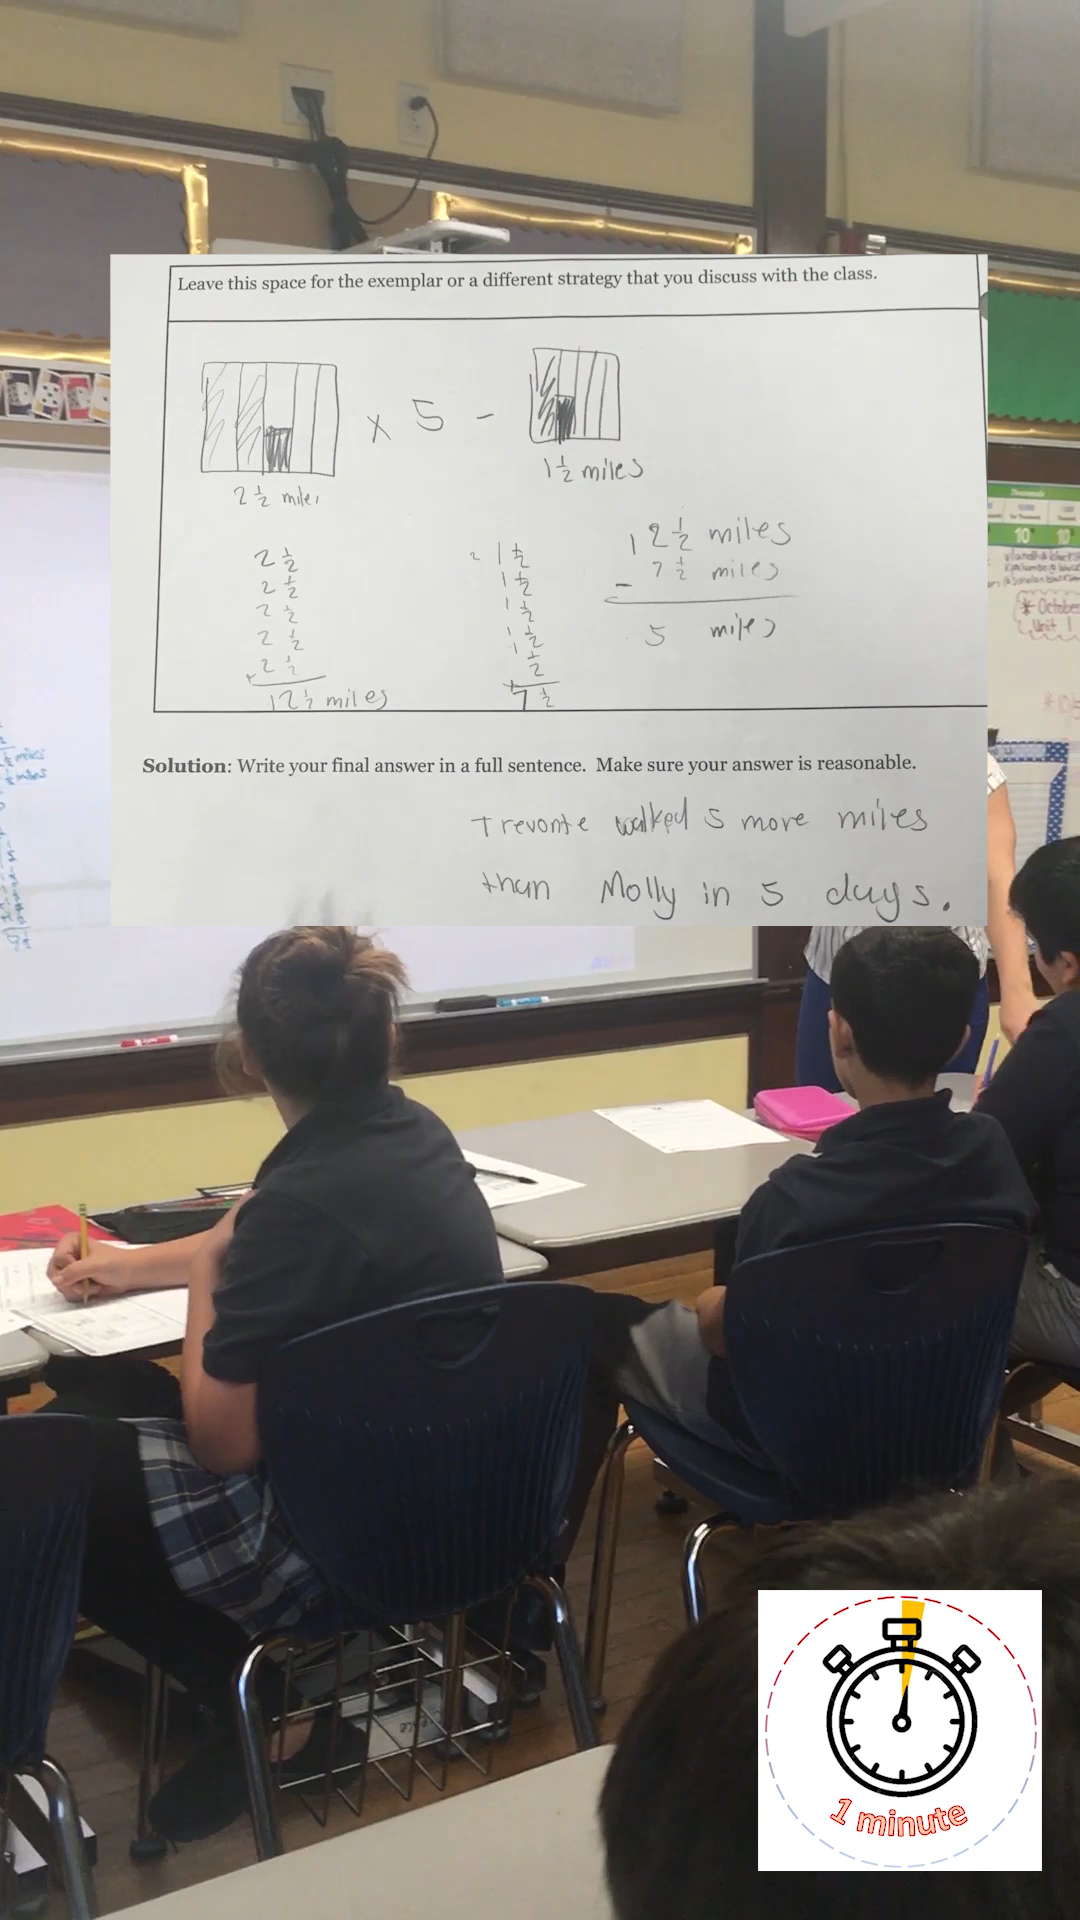 Leave this space for the exemplar or a different strategy that you discuss with the class.
x 5 -
2 1/2 miles
1 1/2 miles
2 1/2
2 1/2
2 1/2
2 1/2
+2 1/2
12 1/2 miles
2 1 1/2
1 1/2
1 1/2
1 1/2
1 1/2
+
7 1/2
12 1/2 miles
- 7 1/2 miles
5 miles
Solution: Write your final answer in a full sentence. Make sure your answer is reasonable.
Trevonte walked 5 more miles
than Molly in 5 days.
* October
Unit 1
1 minute